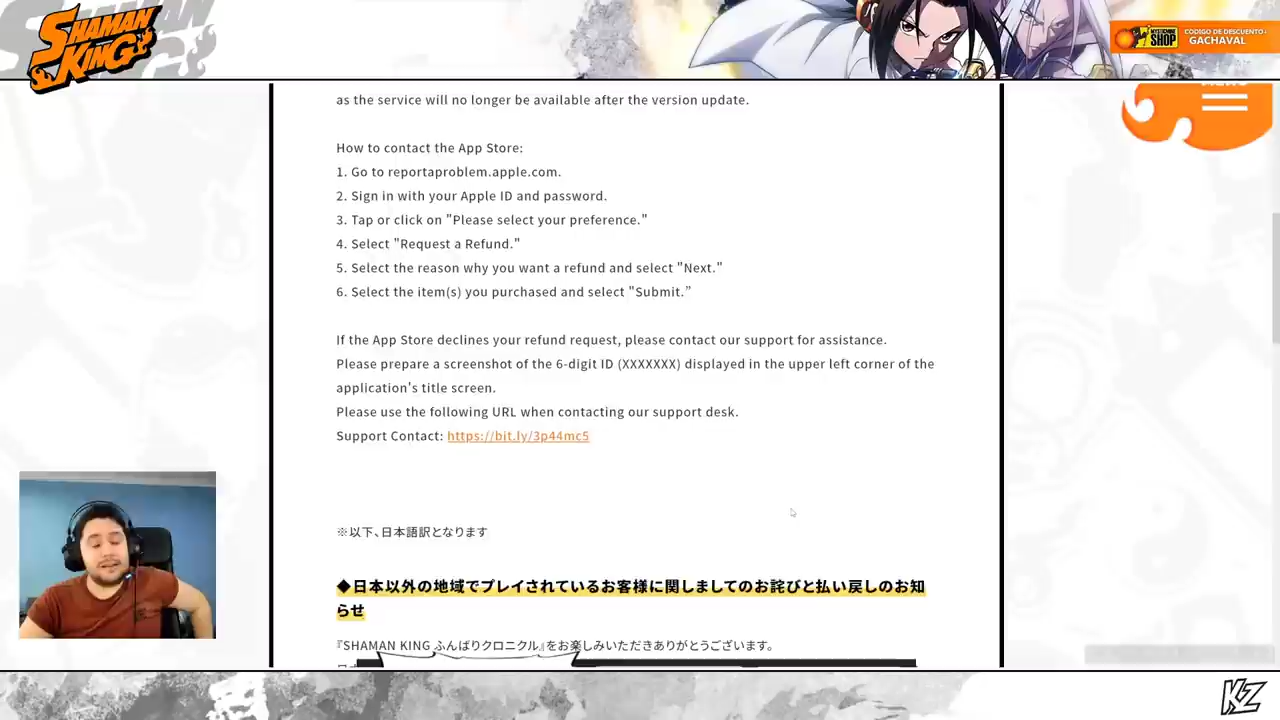 SHAMAN
KING
MYSTICHINE
SHOP
CODIGO DE DESCUENTO:
GACHAVAL
MENU
as the service will no longer be available after the version update.
How to contact the App Store:
1. Go to reportaproblem.apple.com.
2. Sign in with your Apple ID and password.
3. Tap or click on "Please select your preference."
4. Select "Request a Refund."
5. Select the reason why you want a refund and select "Next."
6. Select the item(s) you purchased and select "Submit.”
If the App Store declines your refund request, please contact our support for assistance.
Please prepare a screenshot of the 6-digit ID (XXXXXXX) displayed in the upper left corner of the
application's title screen.
Please use the following URL when contacting our support desk.
Support Contact: https://bit.ly/3p44mc5
※以下、日本語訳となります
◆日本以外の地域でプレイされているお客様に関しましてのお詫びと払い戻しのお知
らせ
『SHAMAN KING ふんばりクロニクル』をお楽しみいただきありがとうございます。
KZ